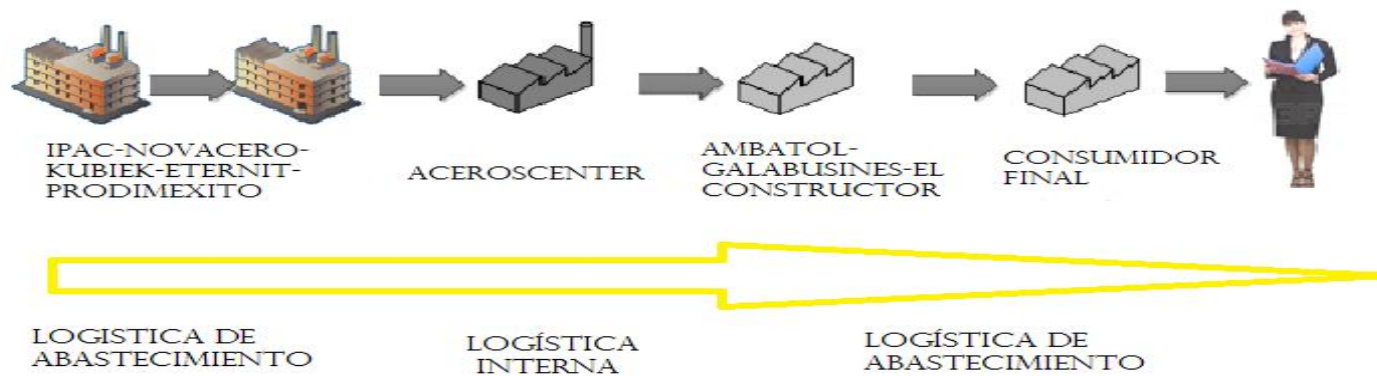 IPAC-NOVACERO-
KUBIEK-ETERNIT-
PRODIMEXITO
ACEROSCENTER
AMBATOL-
GALABUSINES-EL
CONSTRUCTOR
CONSUMIDOR
FINAL
LOGISTICA DE
ABASTECIMIENTO
LOGÍSTICA
INTERNA
LOGÍSTICA DE
ABASTECIMIENTO